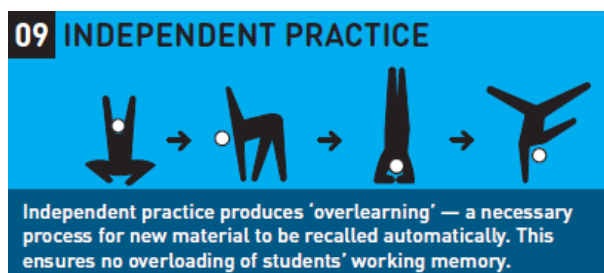 09 INDEPENDENT PRACTICE
Independent practice produces ‘overlearning’ — a necessary
process for new material to be recalled automatically. This
ensures no overloading of students’ working memory.